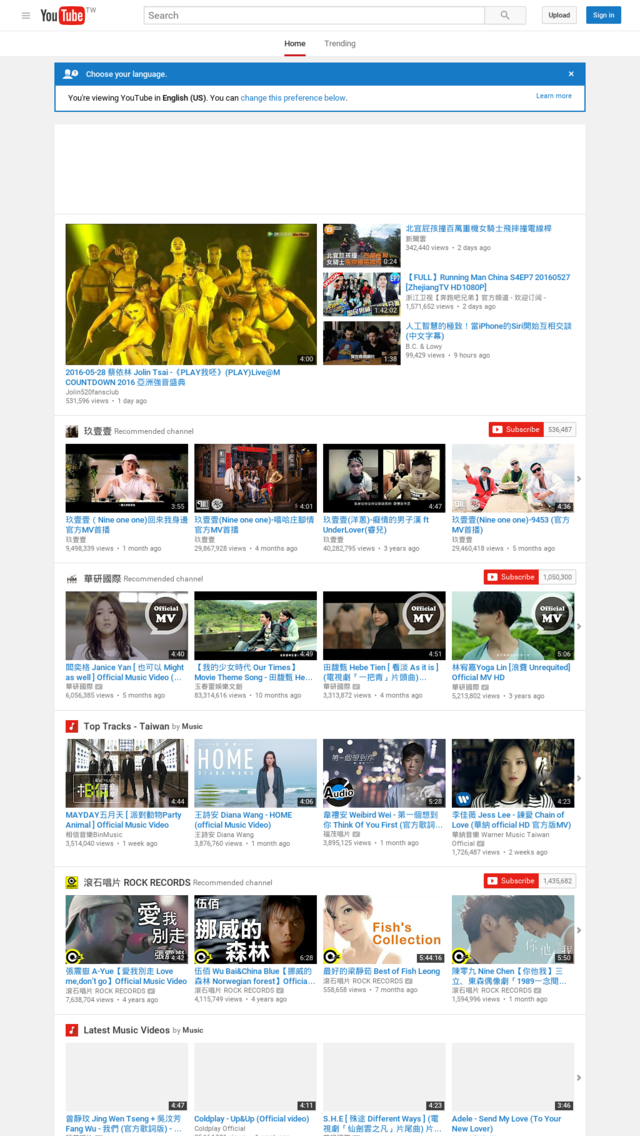 YouTube TW
Search
Upload
Sign in
Home
Trending
Choose your language.
×
You're viewing YouTube in English (US). You can change this preference below.
Learn more
4:00
2016-05-28 蔡依林 Jolin Tsai -《PLAY我呸》(PLAY)Live@M
COUNTDOWN 2016 亞洲強音盛典
Jolin520fansclub
531,596 views • 1 day ago
0:24
北宜屁孩撞百萬重機女騎士飛摔撞電線桿
新聞雲
342,440 views • 2 days ago
1:42:02
【FULL】Running Man China S4EP7 20160527
[ZhejiangTV HD1080P]
浙江卫视【奔跑吧兄弟】官方频道 - 欢迎订阅 -
1,571,652 views • 2 days ago
1:38
人工智慧的極致！當iPhone的Siri開始互相交談
(中文字幕)
B.C. & Lowy
99,429 views • 9 hours ago
玖壹壹 Recommended channel
Subscribe 536,487
3:55
玖壹壹 ( Nine one one)回來我身邊
官方MV首播
玖壹壹
9,498,339 views • 1 month ago
4:01
玖壹壹(Nine one one)-嘻哈庄腳情
官方MV首播
玖壹壹
29,867,928 views • 4 months ago
4:47
玖壹壹(洋蔥)-癡情的男子漢 ft
UnderLover(睿兒)
玖壹壹
40,282,795 views • 3 years ago
4:36
玖壹壹(Nine one one)-9453 (官方
MV首播)
玖壹壹
29,460,418 views • 5 months ago
華研國際 Recommended channel
Subscribe 1,050,300
Official MV
4:40
閻奕格 Janice Yan [ 也可以 Might
as well ] Official Music Video (…
華研國際
6,056,385 views • 5 months ago
4:49
【我的少女時代 Our Times】
Movie Theme Song - 田馥甄 He…
玉春雷娛樂文創
83,314,616 views • 10 months ago
Official MV
4:51
田馥甄 Hebe Tien [ 看淡 As it is ]
(電視劇「一把青」片頭曲)…
華研國際
3,313,872 views • 4 months ago
Official MV
5:06
林宥嘉Yoga Lin [浪費 Unrequited]
Official MV HD
華研國際
5,213,802 views • 3 years ago
Top Tracks - Taiwan by Music
4:44
MAYDAY五月天 [ 派對動物Party
Animal ] Official Music Video
相信音樂BinMusic
3,514,040 views • 1 week ago
HOME
DIANA WANG
4:06
王詩安 Diana Wang - HOME
(official Music Video)
王詩安 Diana Wang
3,876,760 views • 1 month ago
第一個想到你
Audio
5:28
韋禮安 Weibird Wei - 第一個想到
你 Think Of You First (官方歌詞…
福茂唱片
3,895,125 views • 1 month ago
4:23
李佳薇 Jess Lee - 諫愛 Chain of
Love (華納 official HD 官方版MV)
華納音樂 Warner Music Taiwan
Official
1,726,487 views • 2 weeks ago
滾石唱片 ROCK RECORDS Recommended channel
Subscribe 1,435,682
愛我別走
張震嶽
4:42
張震嶽 A-Yue【愛我別走 Love
me,don't go】Official Music Video
滾石唱片 ROCK RECORDS
7,638,704 views • 4 years ago
伍佰
挪威的
森林
6:28
伍佰 Wu Bai&China Blue【挪威的
森林 Norwegian forest】Officia…
滾石唱片 ROCK RECORDS
4,115,749 views • 4 years ago
Fish's
Collection
5:44:16
最好的梁靜茹 Best of Fish Leong
滾石唱片 ROCK RECORDS
558,658 views • 7 months ago
你他我
5:50
陳零九 Nine Chen【你他我】三
立、東森偶像劇「1989一念間…
滾石唱片 ROCK RECORDS
1,594,996 views • 1 month ago
Latest Music Videos by Music
4:47
曾靜玟 Jing Wen Tseng + 吳汶芳
Fang Wu - 我們 (官方歌詞版) - …
4:11
Coldplay - Up&Up (Official video)
Coldplay Official
4:23
S.H.E [ 殊途 Different Ways ] (電
視劇「仙劍雲之凡」片尾曲) 片…
3:46
Adele - Send My Love (To Your
New Lover)